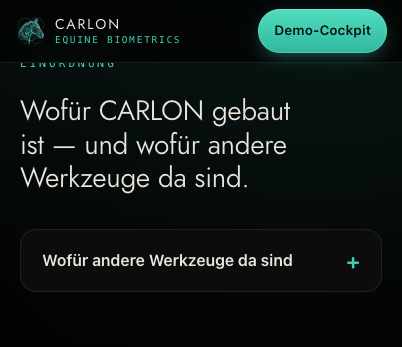 CARLON
EQUINE BIOMETRICS
Demo-Cockpit
EINORDNUNG
Wofür CARLON gebaut
ist — und wofür andere
Werkzeuge da sind.
Wofür andere Werkzeuge da sind +